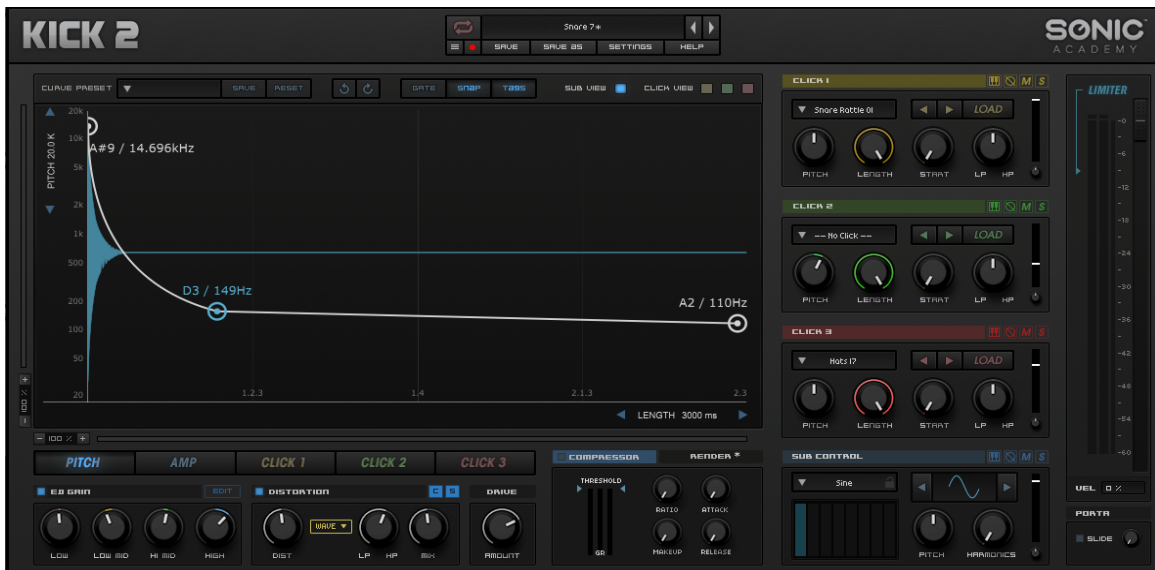 KICK 2
Snare 7*
SAVE
SAVE AS
SETTINGS
HELP
SONIC
ACADEMY
CURVE PRESET
SAVE
RESET
GATE
SNAP
TAGS
SUB VIEW
CLICK VIEW
PITCH 20.0 K
20k
10k
5k
2k
1k
500
200
100
50
20
A#9 / 14.696kHz
D3 / 149Hz
A2 / 110Hz
1.2.3
1.4
2.1.3
2.3
LENGTH 3000 ms
100 %
100 %
PITCH
AMP
CLICK 1
CLICK 2
CLICK 3
EQ GAIN
EDIT
LOW
LOW MID
HI MID
HIGH
DISTORTION
C
S
DIST
WAVE
LP
HP
MIX
DRIVE
AMOUNT
COMPRESSOR
RENDER *
THRESHOLD
GR
RATIO
ATTACK
MAKEUP
RELEASE
CLICK 1
M
S
Snare Rattle 01
LOAD
PITCH
LENGTH
START
LP
HP
CLICK 2
M
S
-- No Click --
LOAD
PITCH
LENGTH
START
LP
HP
CLICK 3
M
S
Hats 17
LOAD
PITCH
LENGTH
START
LP
HP
SUB CONTROL
M
S
Sine
PITCH
HARMONICS
LIMITER
-0
-6
-12
-18
-24
-30
-36
-42
-48
-54
-60
VEL
0 %
PORTA
SLIDE